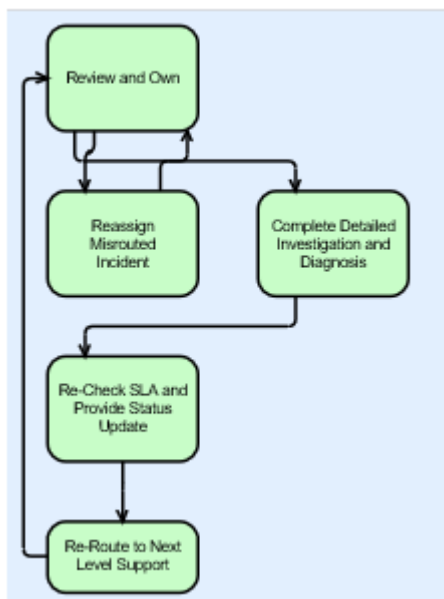 Review and Own
Reassign
Misrouted
Incident
Complete Detailed
Investigation and
Diagnosis
Re-Check SLA and
Provide Status
Update
Re-Route to Next
Level Support